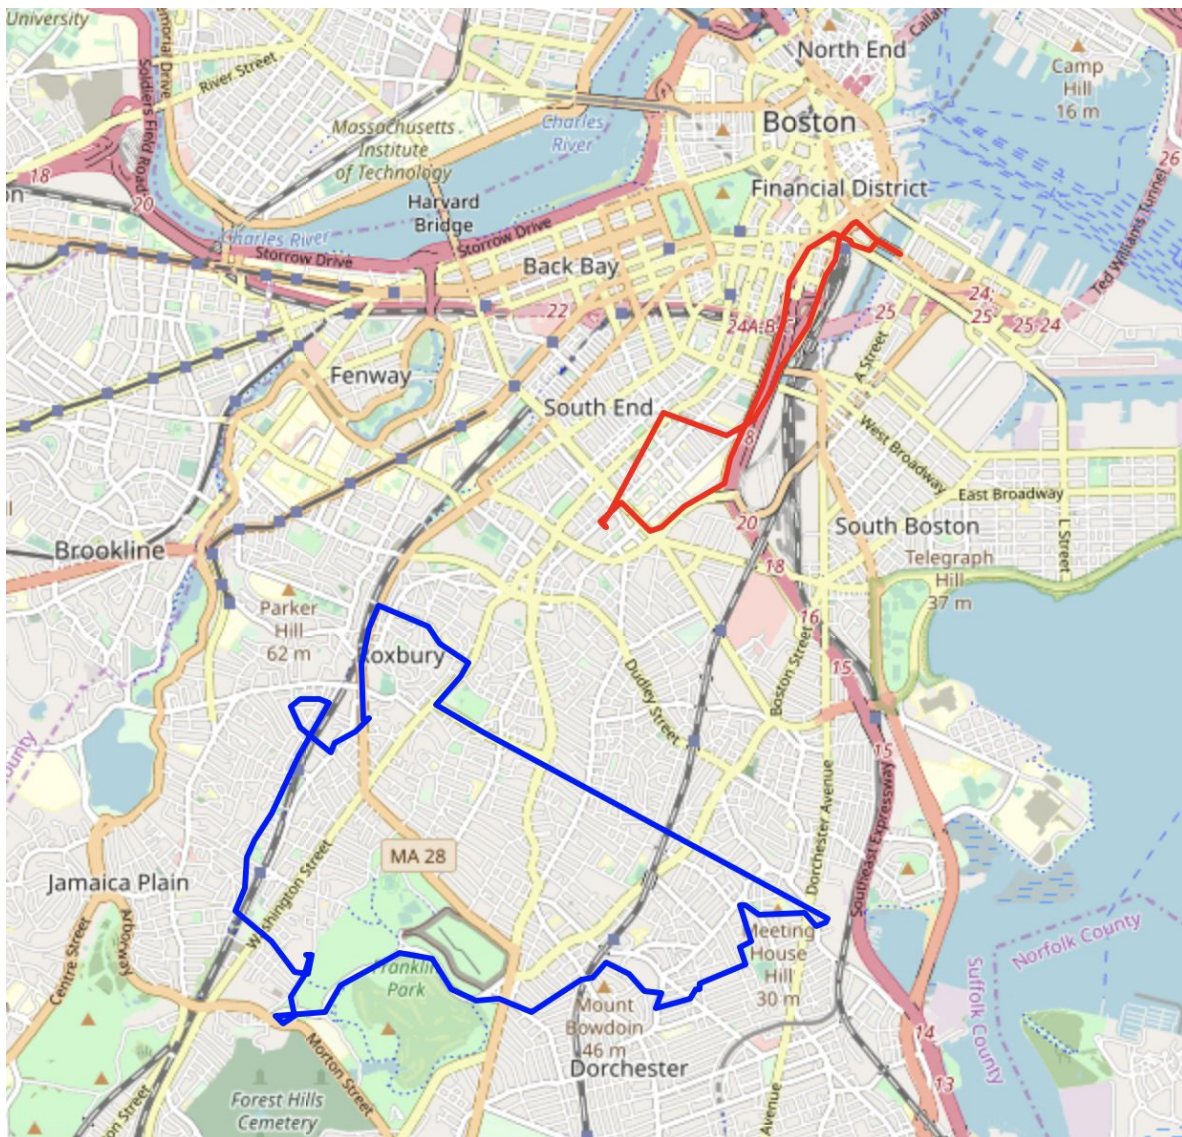 University
Memorial Drive
Soldiers Field Road
River Street
North End
Camp
Hill
16 m
Boston
Charles
River
Massachusetts
Institute
of Technology
26
18
20
Financial District
Harvard
Bridge
Charles River
Storrow Drive
Storrow Drive
Back Bay
Ted Williams Tunnel
22
24;
25
25
25-24
Fenway
A Street
South End
8
West Broadway
East Broadway
L Street
20
South Boston
Brookline
Telegraph
Hill
37 m
18
Parker
Hill
62 m
16
oxbury
Dudley Street
Boston Street
15
15
Dorchester Avenue
Southeast Expressway
MA 28
Jamaica Plain
Washington Street
Centre Street
Arborway
Meeting
House
Hill
30 m
Norfolk County
Suffolk County
Franklin
Park
Mount
Bowdoin
46 m
14
Dorchester
13
Morton Street
Forest Hills
Cemetery
Avenue